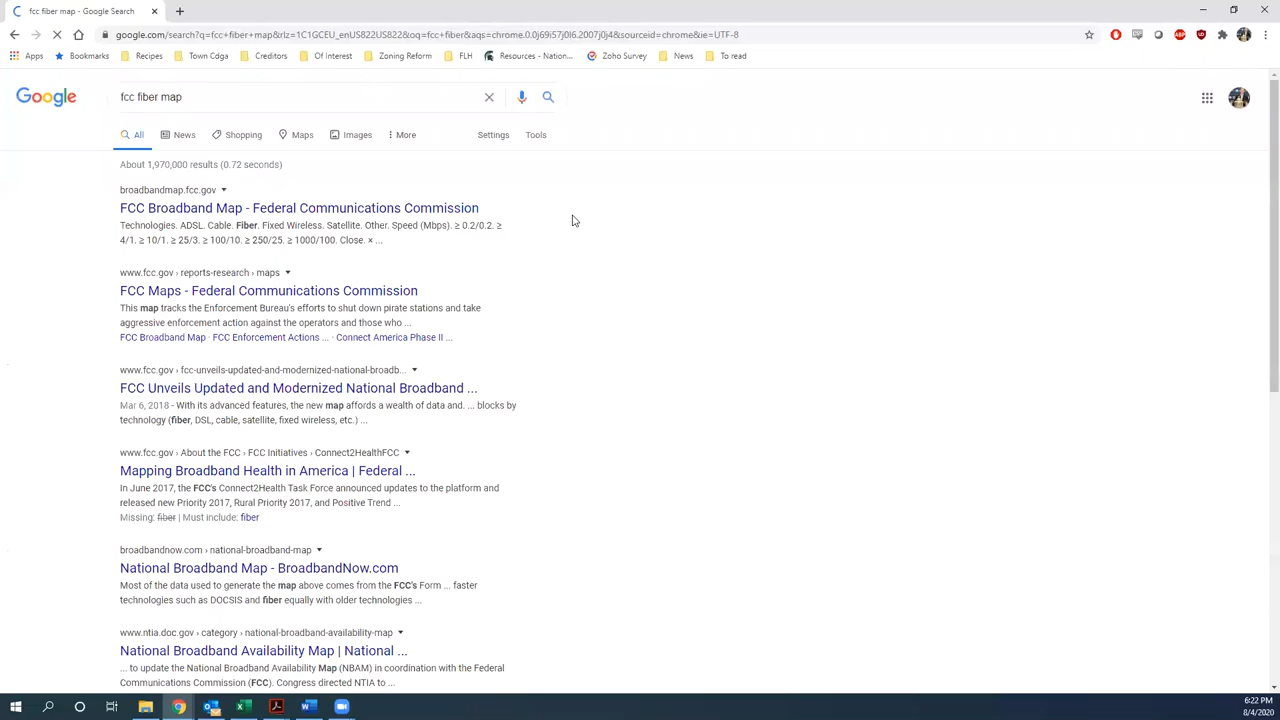 fcc fiber map - Google Search
google.com/search?q=fcc+fiber+map&rlz=1C1GCEU_enUS822US822&oq=fcc+fiber&aqs=chrome.0.0j69i57j0l6.2007j0j4&sourceid=chrome&ie=UTF-8
Apps Bookmarks Recipes Town Cdga Creditors Of Interest Zoning Reform FLH Resources - Nation... Zoho Survey News To read
Google fcc fiber map
All News Shopping Maps Images More Settings Tools
About 1,970,000 results (0.72 seconds)
broadbandmap.fcc.gov
FCC Broadband Map - Federal Communications Commission
Technologies. ADSL. Cable. Fiber. Fixed Wireless. Satellite. Other. Speed (Mbps). ≥ 0.2/0.2. ≥
4/1. ≥ 10/1. ≥ 25/3. ≥ 100/10. ≥ 250/25. ≥ 1000/100. Close. × ...
www.fcc.gov › reports-research › maps
FCC Maps - Federal Communications Commission
This map tracks the Enforcement Bureau's efforts to shut down pirate stations and take
aggressive enforcement action against the operators and those who ...
FCC Broadband Map · FCC Enforcement Actions ... · Connect America Phase II ...
www.fcc.gov › fcc-unveils-updated-and-modernized-national-broadb...
FCC Unveils Updated and Modernized National Broadband ...
Mar 6, 2018 - With its advanced features, the new map affords a wealth of data and. ... blocks by
technology (fiber, DSL, cable, satellite, fixed wireless, etc.) ...
www.fcc.gov › About the FCC › FCC Initiatives › Connect2HealthFCC
Mapping Broadband Health in America | Federal ...
In June 2017, the FCC's Connect2Health Task Force announced updates to the platform and
released new Priority 2017, Rural Priority 2017, and Positive Trend ...
Missing: fiber | Must include: fiber
broadbandnow.com › national-broadband-map
National Broadband Map - BroadbandNow.com
Most of the data used to generate the map above comes from the FCC's Form ... faster
technologies such as DOCSIS and fiber equally with older technologies ...
www.ntia.doc.gov › category › national-broadband-availability-map
National Broadband Availability Map | National ...
... to update the National Broadband Availability Map (NBAM) in coordination with the Federal
Communications Commission (FCC). Congress directed NTIA to ...
6:22 PM
8/4/2020